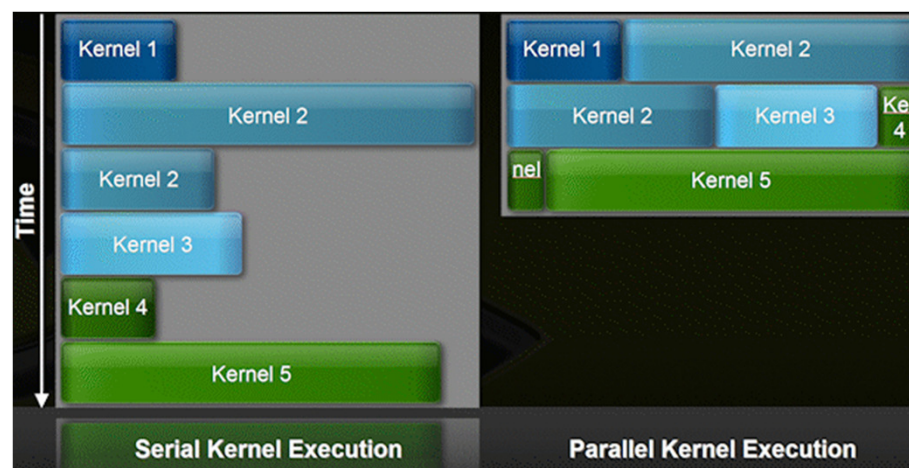 Kernel 1
Kernel 2
Kernel 2
Kernel 3
Kernel 4
Kernel 5
Time
Serial Kernel Execution
Kernel 1 Kernel 2
Kernel 2 Kernel 3 Ke
4
nel Kernel 5
Parallel Kernel Execution